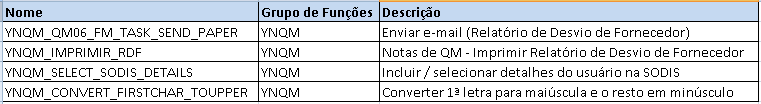 Nome Grupo de Funções Descrição
YNQM_QM06_FM_TASK_SEND_PAPER YNQM Enviar e-mail (Relatório de Desvio de Fornecedor)
YNQM_IMPRIMIR_RDF YNQM Notas de QM - Imprimir Relatório de Desvio de Fornecedor
YNQM_SELECT_SODIS_DETAILS YNQM Incluir / selecionar detalhes do usuário na SODIS
YNQM_CONVERT_FIRSTCHAR_TOUPPER YNQM Converter 1ª letra para maiúscula e o resto em minúsculo